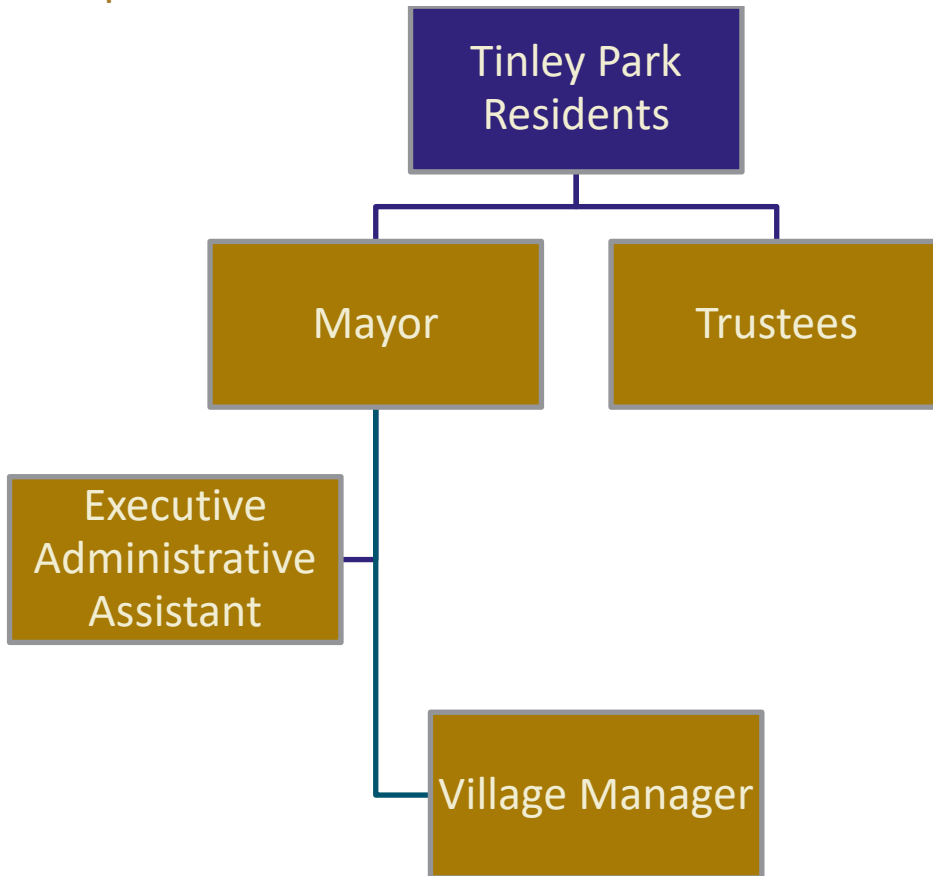 Tinley Park
Residents
Mayor
Trustees
Executive
Administrative
Assistant
Village Manager